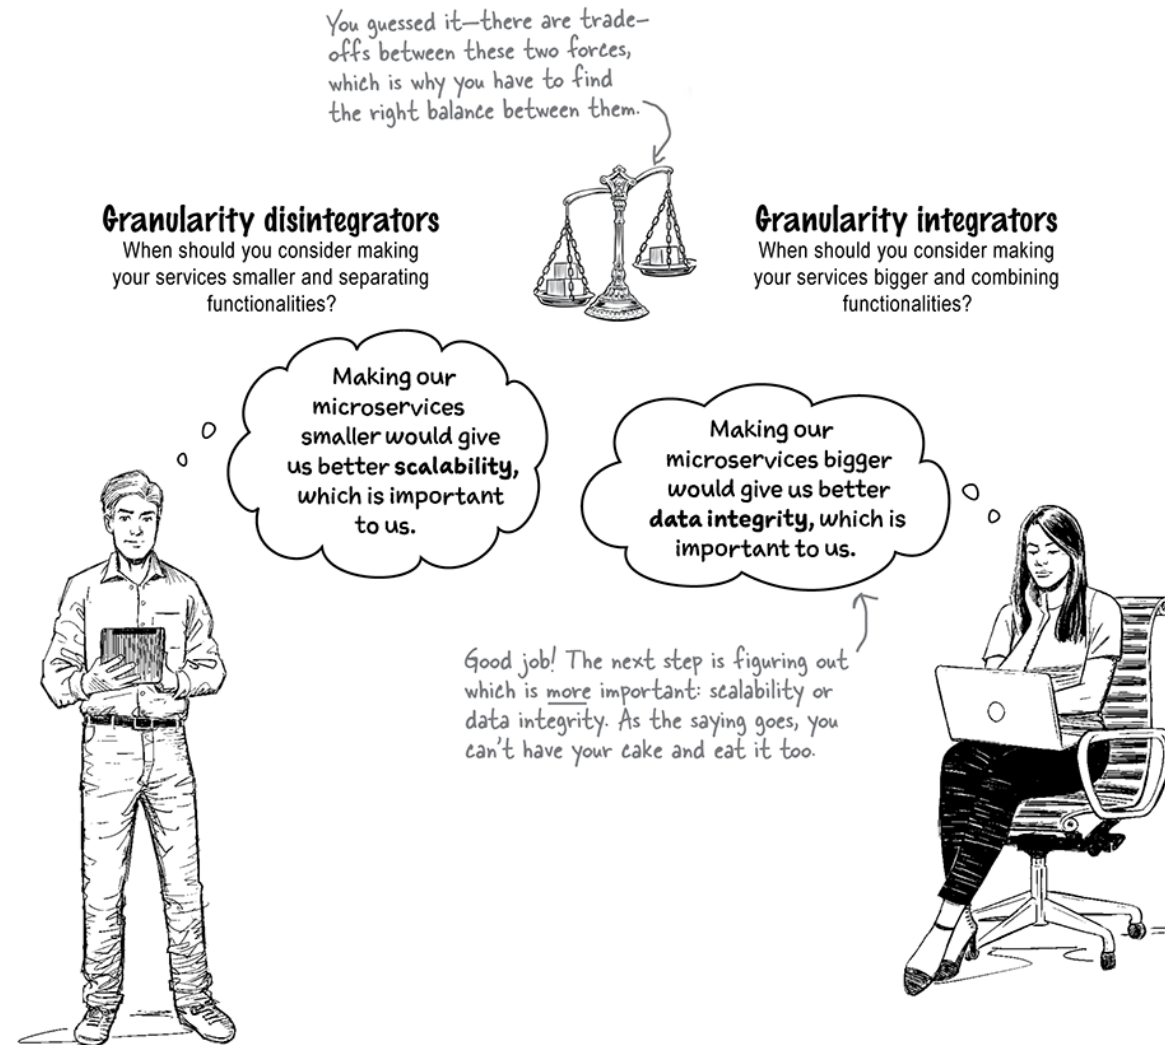 You guessed it—there are trade-
offs between these two forces,
which is why you have to find
the right balance between them.
Granularity disintegrators
When should you consider making
your services smaller and separating
functionalities?
Granularity integrators
When should you consider making
your services bigger and combining
functionalities?
Making our
microservices
smaller would give
us better scalability,
which is important
to us.
Making our
microservices bigger
would give us better
data integrity, which is
important to us.
Good job! The next step is figuring out
which is more important: scalability or
data integrity. As the saying goes, you
can't have your cake and eat it too.